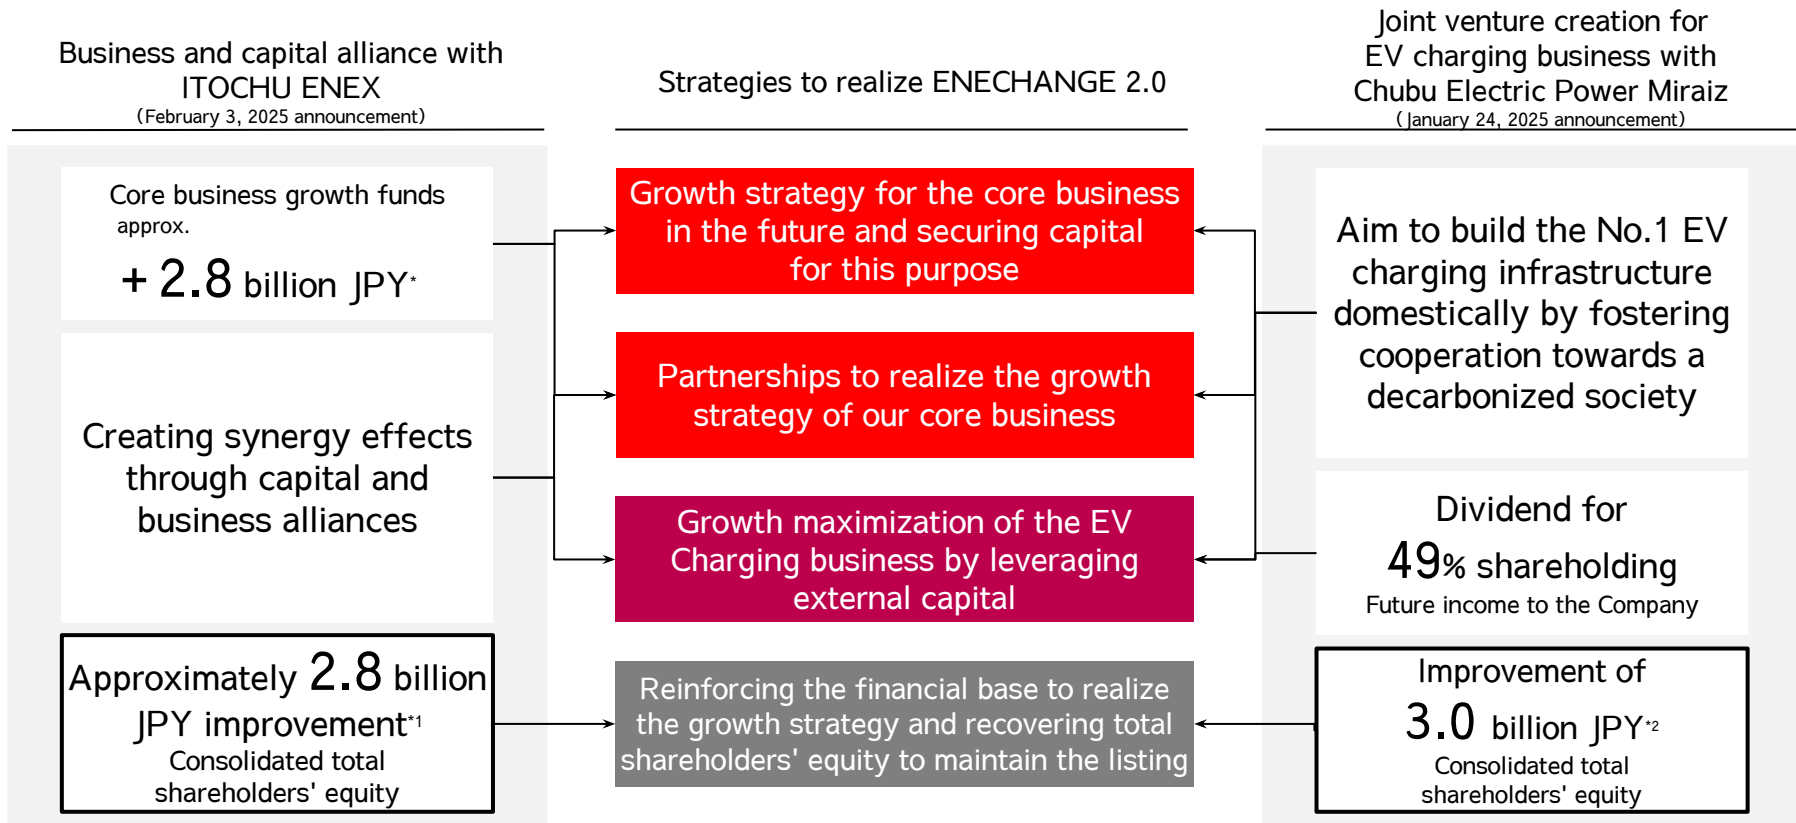 Business and capital alliance with
ITOCHU ENEX
(February 3, 2025 announcement)
Core business growth funds
approx.
+ 2.8 billion JPY*
Creating synergy effects
through capital and
business alliances
Approximately 2.8 billion
JPY improvement*1
Consolidated total
shareholders' equity
Strategies to realize ENECHANGE 2.0
Growth strategy for the core business
in the future and securing capital
for this purpose
Partnerships to realize the growth
strategy of our core business
Growth maximization of the EV
Charging business by leveraging
external capital
Reinforcing the financial base to realize
the growth strategy and recovering total
shareholders' equity to maintain the listing
Joint venture creation for
EV charging business with
Chubu Electric Power Miraiz
(January 24, 2025 announcement)
Aim to build the No.1 EV
charging infrastructure
domestically by fostering
cooperation towards a
decarbonized society
Dividend for
49% shareholding
Future income to the Company
Improvement of
3.0 billion JPY*2
Consolidated total
shareholders' equity